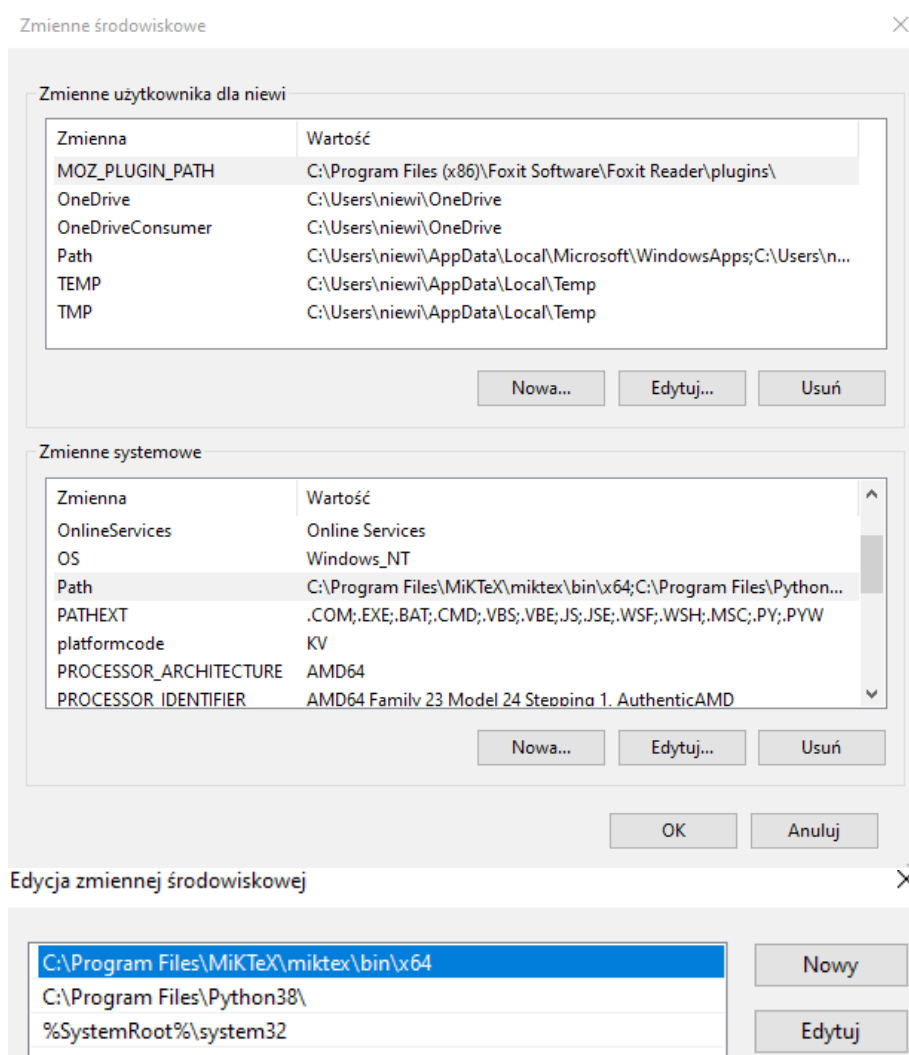 Zmienne środowiskowe
Zmienne użytkownika dla niewi
Zmienna Wartość
MOZ_PLUGIN_PATH C:\Program Files (x86)\Foxit Software\Foxit Reader\plugins\
OneDrive C:\Users\niewi\OneDrive
OneDriveConsumer C:\Users\niewi\OneDrive
Path C:\Users\niewi\AppData\Local\Microsoft\WindowsApps;C:\Users\n...
TEMP C:\Users\niewi\AppData\Local\Temp
TMP C:\Users\niewi\AppData\Local\Temp
Nowa... Edytuj... Usuń
Zmienne systemowe
Zmienna Wartość
OnlineServices Online Services
OS Windows_NT
Path C:\Program Files\MiKTeX\miktex\bin\x64;C:\Program Files\Python...
PATHEXT .COM;.EXE;.BAT;.CMD;.VBS;.VBE;.JS;.JSE;.WSF;.WSH;.MSC;.PY;.PYW
platformcode KV
PROCESSOR_ARCHITECTURE AMD64
PROCESSOR_IDENTIFIER AMD64 Family 23 Model 24 Stepping 1, AuthenticAMD
Nowa... Edytuj... Usuń
OK Anuluj
Edycja zmiennej środowiskowej
C:\Program Files\MiKTeX\miktex\bin\x64 Nowy
C:\Program Files\Python38\
%SystemRoot%\system32 Edytuj